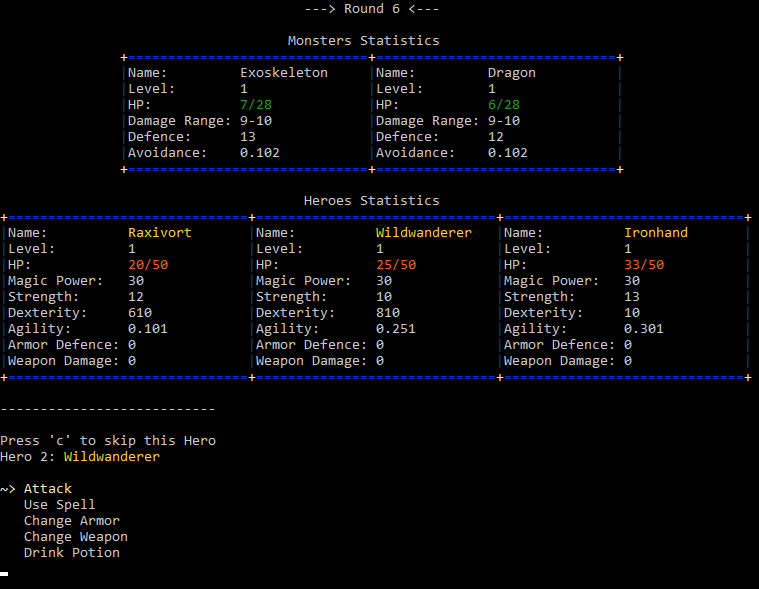 ---> Round 6 <---
Monsters Statistics
+==============================+==============================+
|Name: Exoskeleton |Name: Dragon |
|Level: 1 |Level: 1 |
|HP: 7/28 |HP: 6/28 |
|Damage Range: 9-10 |Damage Range: 9-10 |
|Defence: 13 |Defence: 12 |
|Avoidance: 0.102 |Avoidance: 0.102 |
+==============================+==============================+
Heroes Statistics
+==============================+==============================+==============================+
|Name: Raxivort |Name: Wildwanderer |Name: Ironhand |
|Level: 1 |Level: 1 |Level: 1 |
|HP: 20/50 |HP: 25/50 |HP: 33/50 |
|Magic Power: 30 |Magic Power: 30 |Magic Power: 30 |
|Strength: 12 |Strength: 10 |Strength: 13 |
|Dexterity: 610 |Dexterity: 810 |Dexterity: 10 |
|Agility: 0.101 |Agility: 0.251 |Agility: 0.301 |
|Armor Defence: 0 |Armor Defence: 0 |Armor Defence: 0 |
|Weapon Damage: 0 |Weapon Damage: 0 |Weapon Damage: 0 |
+==============================+==============================+==============================+
---------------------------
Press 'c' to skip this Hero
Hero 2: Wildwanderer
~> Attack
Use Spell
Change Armor
Change Weapon
Drink Potion